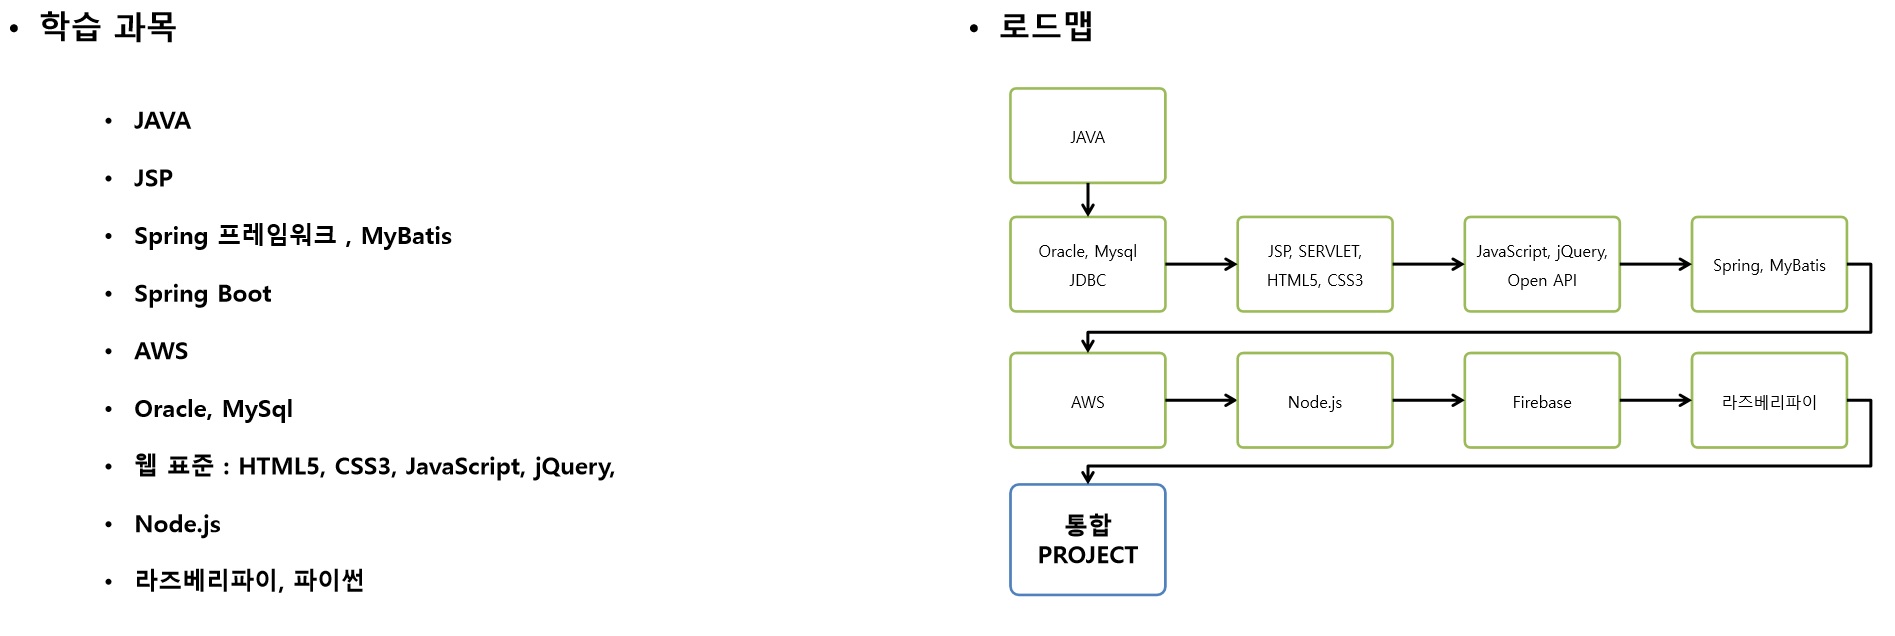 • 학습 과목
• JAVA
• JSP
• Spring 프레임워크 , MyBatis
• Spring Boot
• AWS
• Oracle, MySql
• 웹 표준 : HTML5, CSS3, JavaScript, jQuery,
• Node.js
• 라즈베리파이, 파이썬
• 로드맵
JAVA
Oracle, Mysql
JDBC
JSP, SERVLET,
HTML5, CSS3
JavaScript, jQuery,
Open API
Spring, MyBatis
AWS
Node.js
Firebase
라즈베리파이
통합
PROJECT